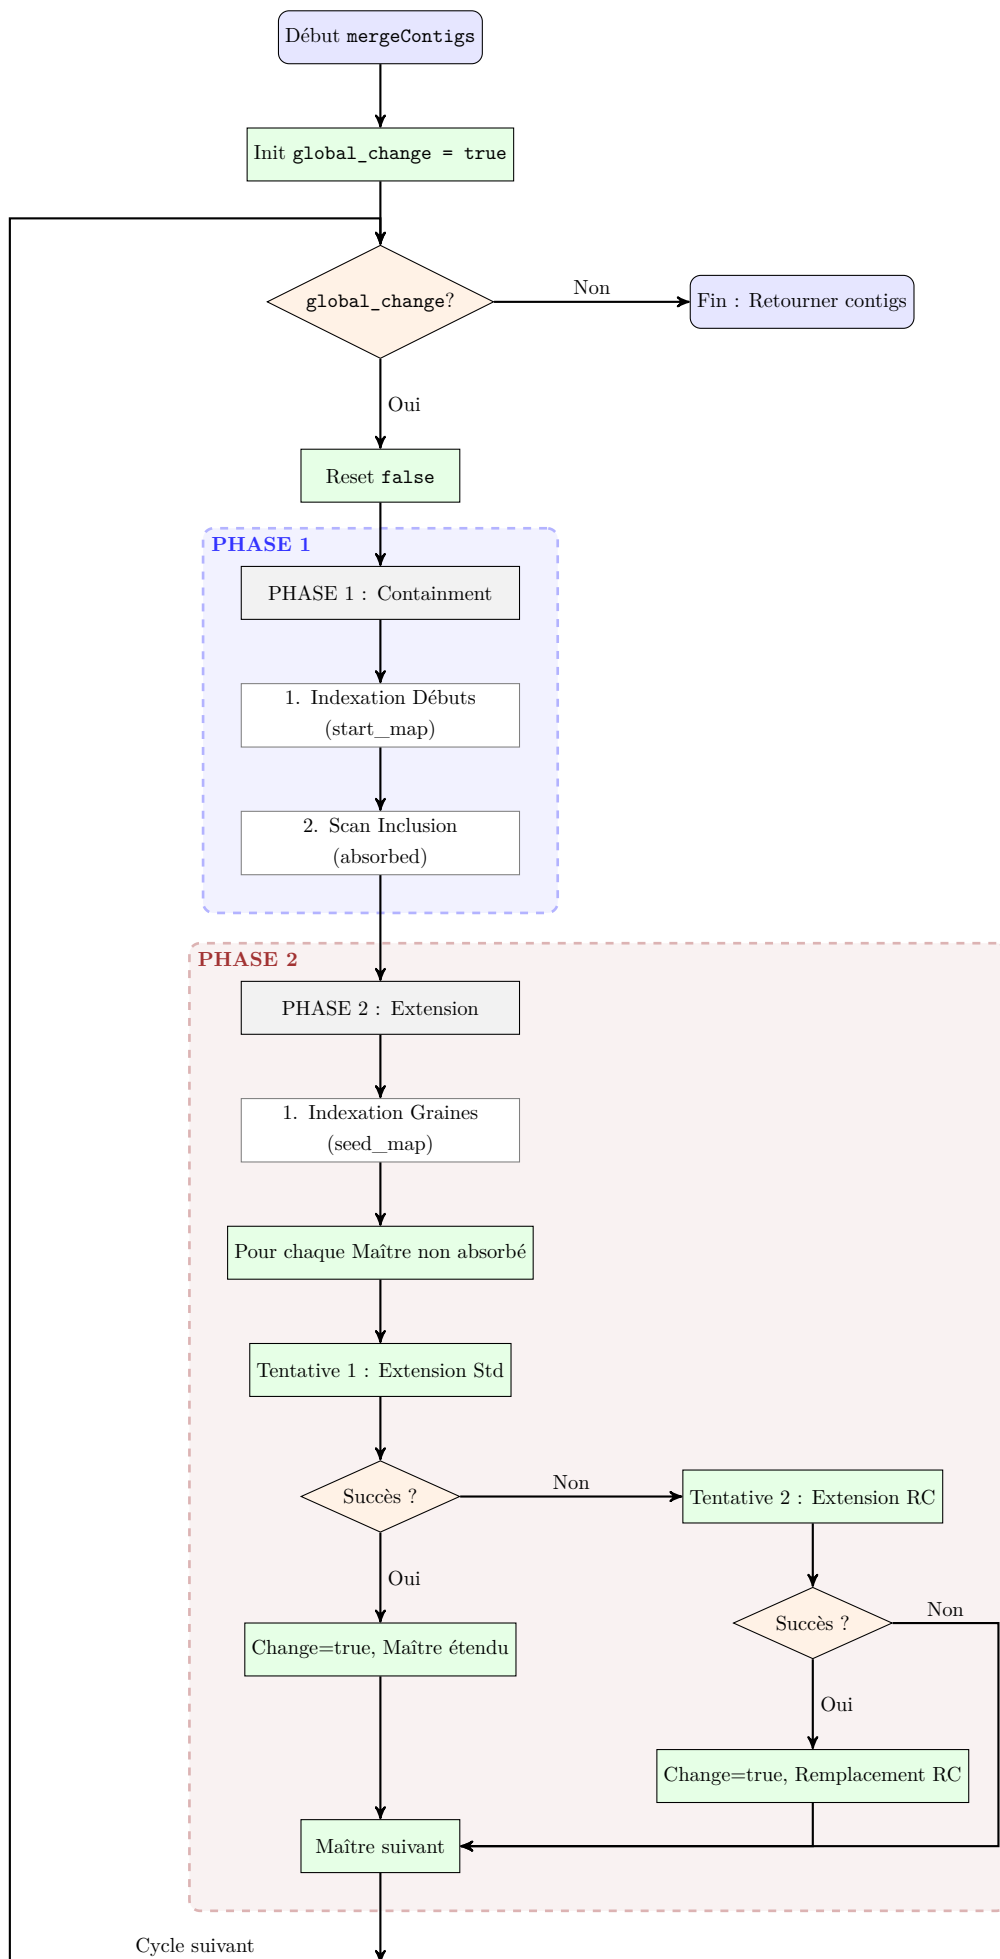 Début mergeContigs
Init global_change = true
global_change?
Non
Fin : Retourner contigs
Oui
Reset false
PHASE 1
PHASE 1 : Containment
1. Indexation Débuts
(start_map)
2. Scan Inclusion
(absorbed)
PHASE 2
PHASE 2 : Extension
1. Indexation Graines
(seed_map)
Pour chaque Maître non absorbé
Tentative 1 : Extension Std
Succès ?
Non
Tentative 2 : Extension RC
Oui
Succès ?
Non
Change=true, Maître étendu
Oui
Change=true, Remplacement RC
Maître suivant
Cycle suivant